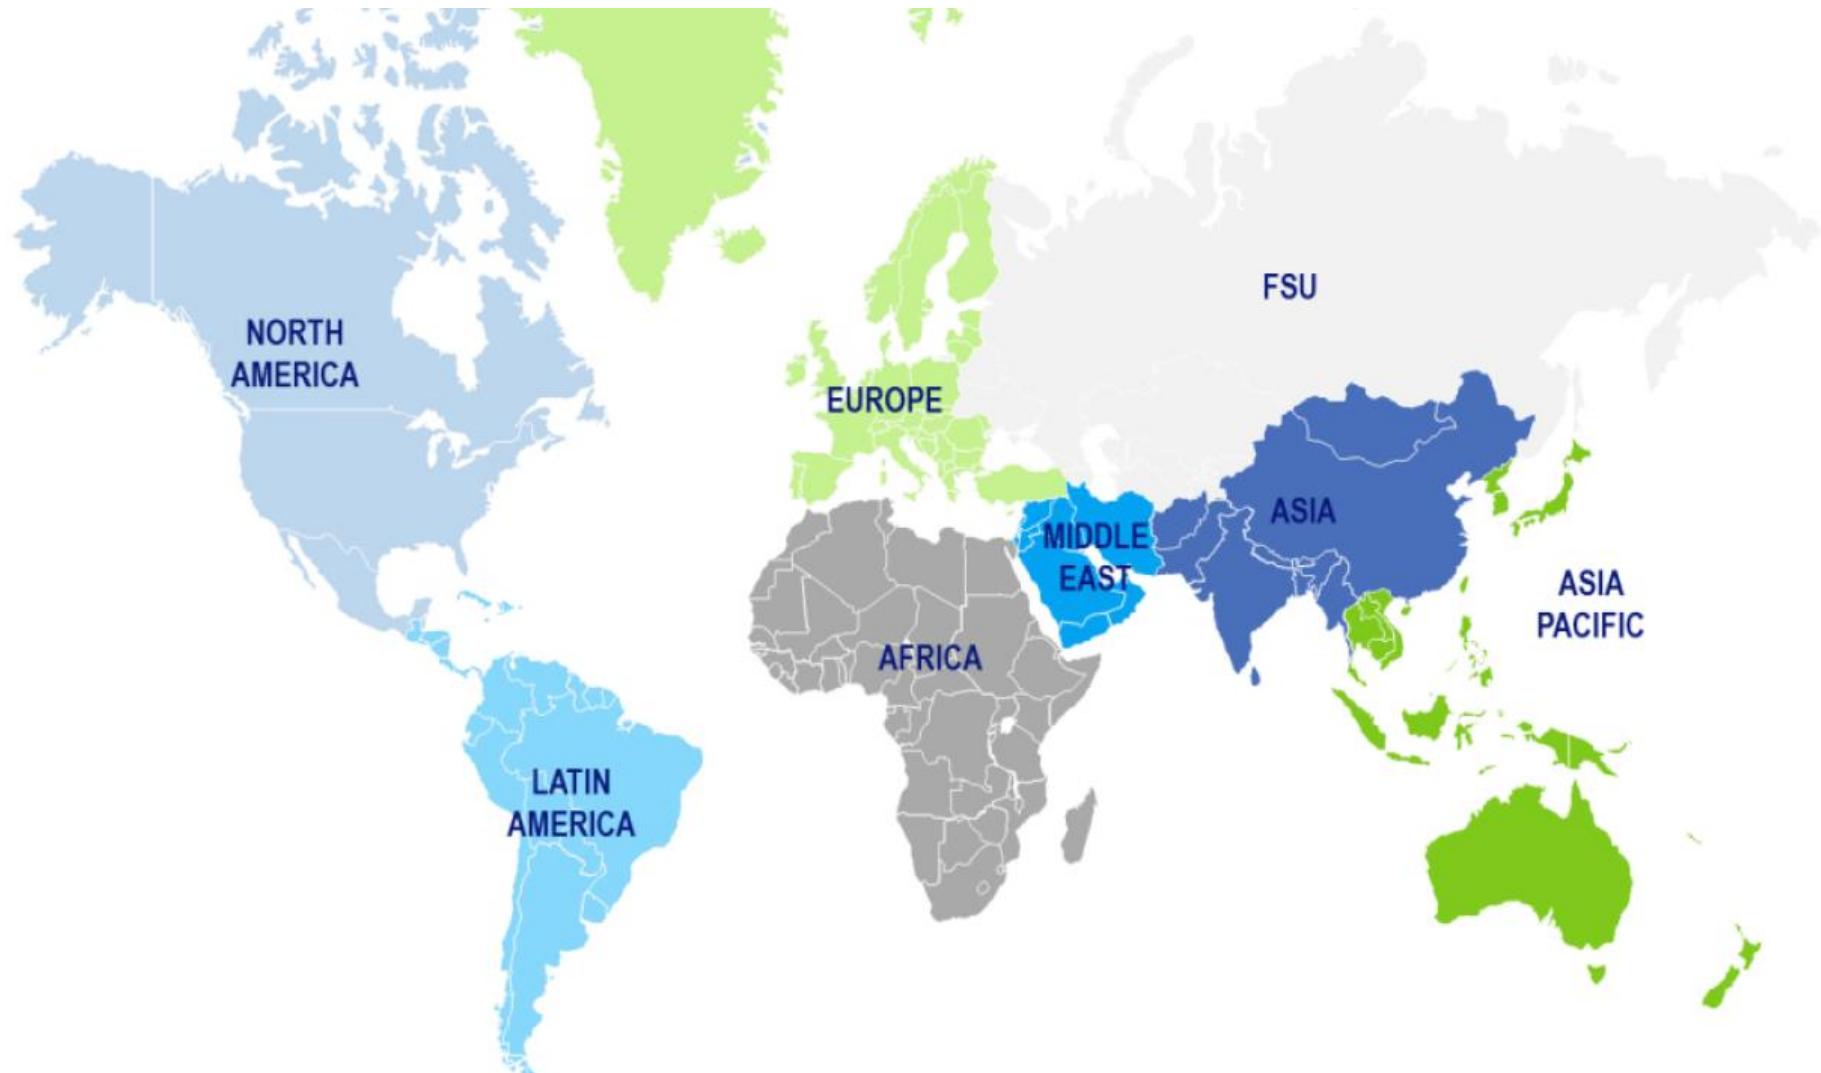 FSU
NORTH
AMERICA
EUROPE
ASIA
MIDDLE
EAST
ASIA
PACIFIC
AFRICA
LATIN
AMERICA